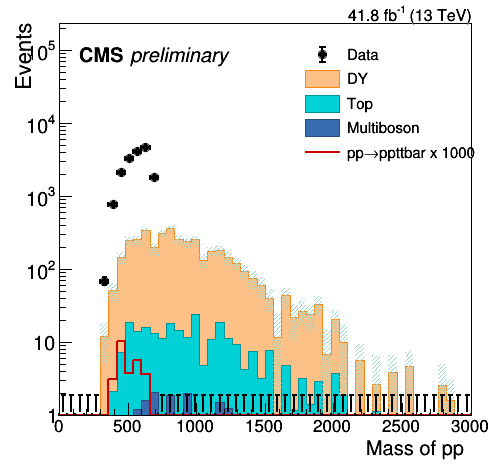 41.8 fb⁻¹ (13 TeV)
Events
CMS preliminary
Data
DY
Top
Multiboson
pp→ppttbar x 1000
10⁵
10⁴
10³
10²
10
1
0 500 1000 1500 2000 2500 3000
Mass of pp